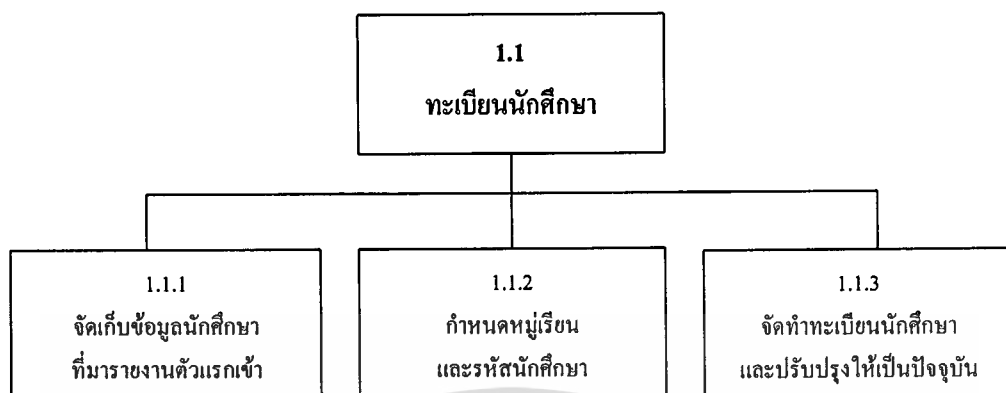 1.1
ทะเบียนนักศึกษา
1.1.1
จัดเก็บข้อมูลนักศึกษา
ที่มารายงานตัวแรกเข้า
1.1.2
กำหนดหมู่เรียน
และรหัสนักศึกษา
1.1.3
จัดทำทะเบียนนักศึกษา
และปรับปรุงให้เป็นปัจจุบัน